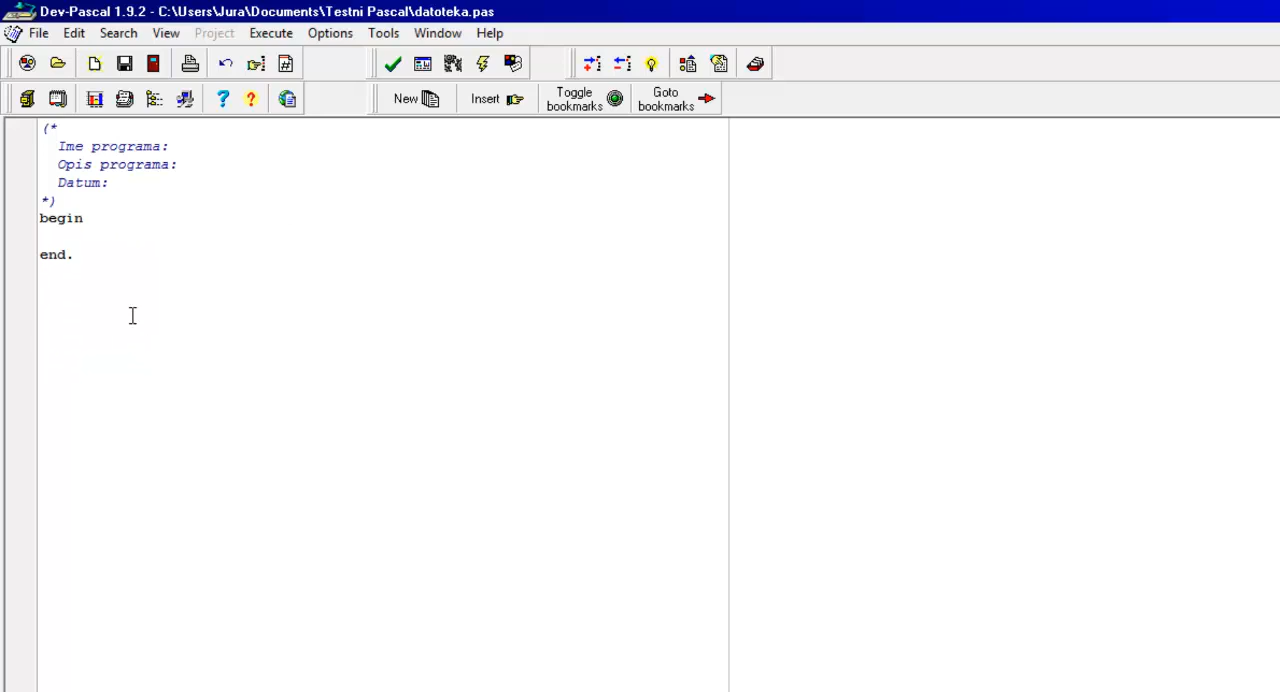 Dev-Pascal 1.9.2 - C:\Users\Jura\Documents\Testni Pascal\datoteka.pas
File Edit Search View Project Execute Options Tools Window Help
New Insert Toggle bookmarks Goto bookmarks
(*
Ime programa:
Opis programa:
Datum:
*)
begin
end.